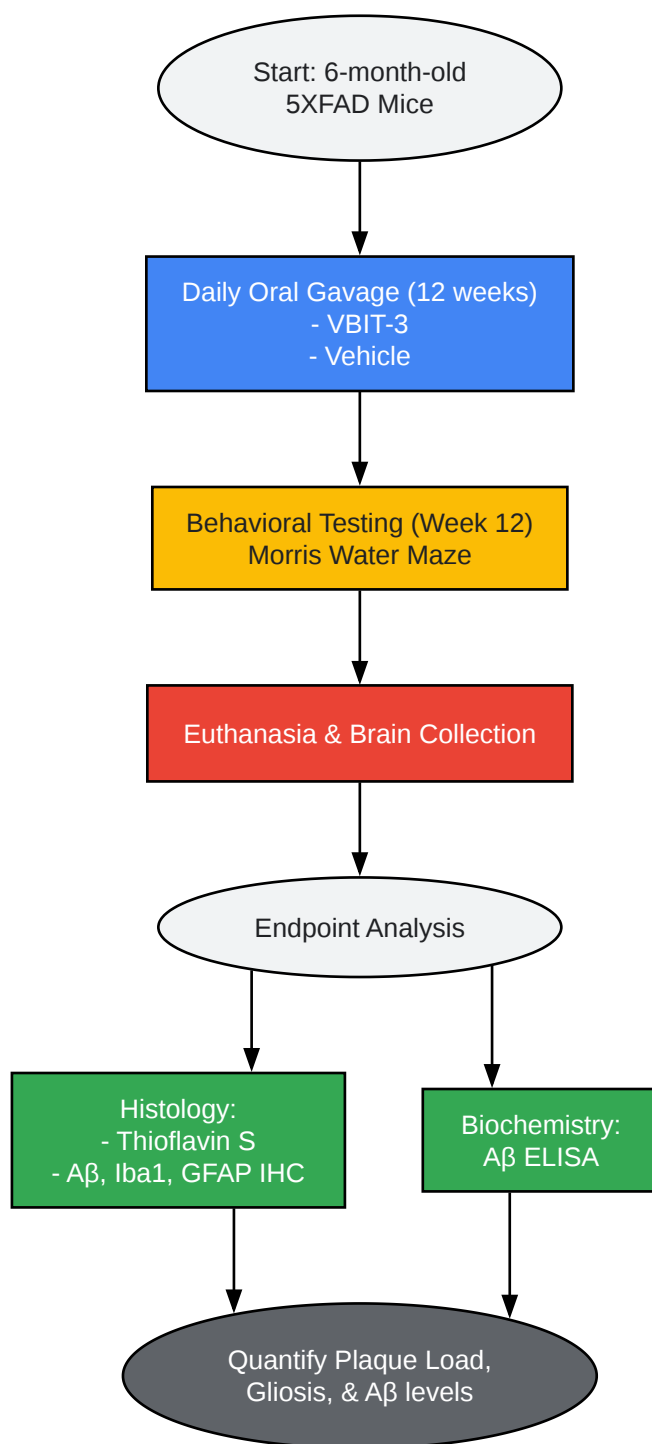 Start: 6-month-old
5XFAD Mice
Daily Oral Gavage (12 weeks)
- VBIT-3
- Vehicle
Behavioral Testing (Week 12)
Morris Water Maze
Euthanasia & Brain Collection
Endpoint Analysis
Histology:
- Thioflavin S
- Aβ, Iba1, GFAP IHC
Biochemistry:
Aβ ELISA
Quantify Plaque Load,
Gliosis, & Aβ levels